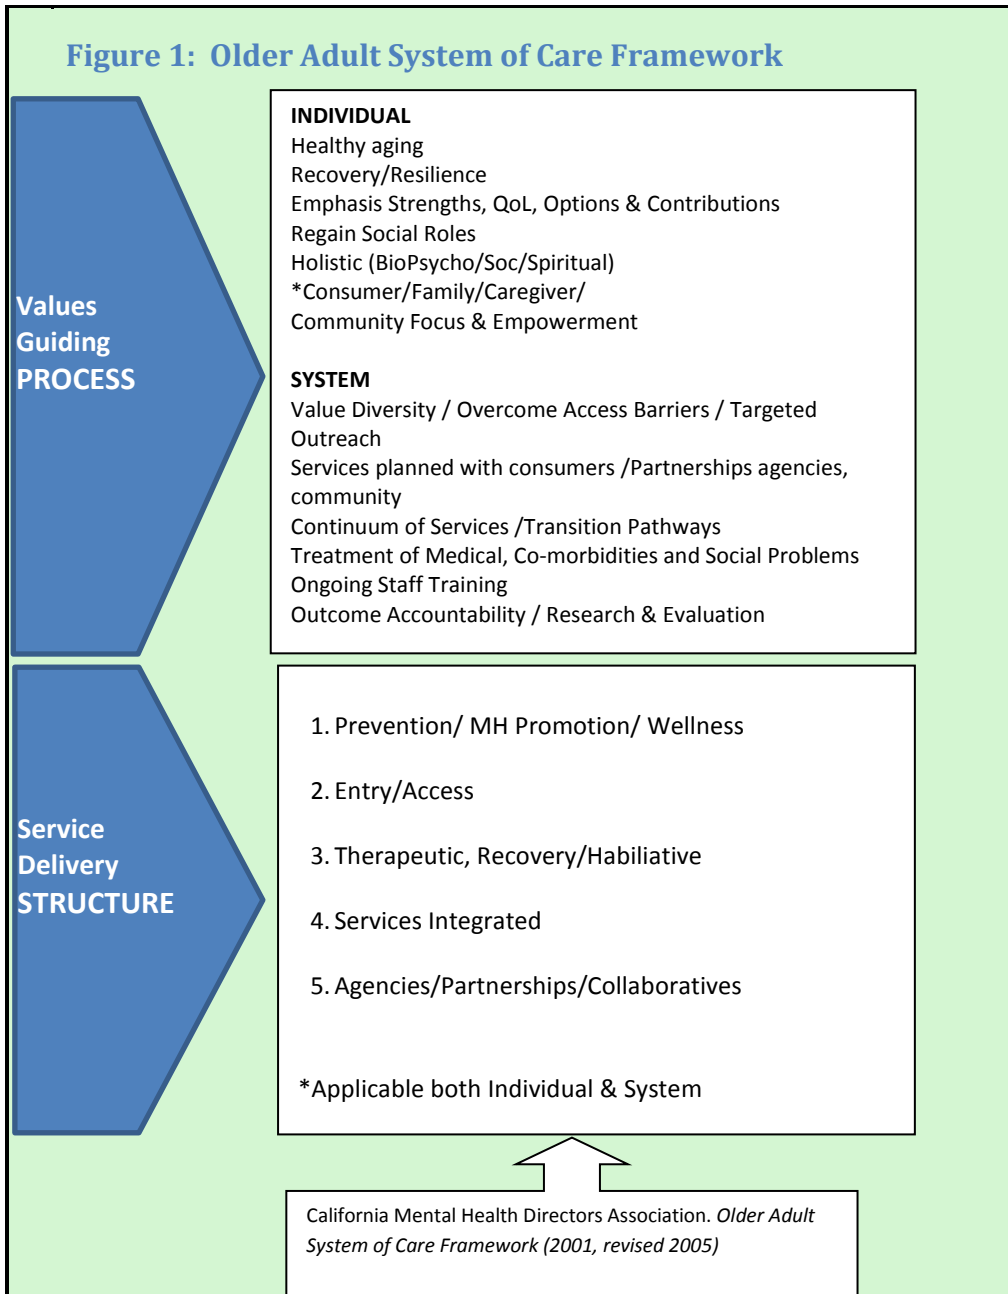 Figure 1: Older Adult System of Care Framework
Values
Guiding
PROCESS
INDIVIDUAL
Healthy aging
Recovery/Resilience
Emphasis Strengths, QoL, Options & Contributions
Regain Social Roles
Holistic (BioPsycho/Soc/Spiritual)
*Consumer/Family/Caregiver/
Community Focus & Empowerment
SYSTEM
Value Diversity / Overcome Access Barriers / Targeted
Outreach
Services planned with consumers /Partnerships agencies,
community
Continuum of Services /Transition Pathways
Treatment of Medical, Co-morbidities and Social Problems
Ongoing Staff Training
Outcome Accountability / Research & Evaluation
Service
Delivery
STRUCTURE
1. Prevention/ MH Promotion/ Wellness
2. Entry/Access
3. Therapeutic, Recovery/Habiliative
4. Services Integrated
5. Agencies/Partnerships/Collaboratives
*Applicable both Individual & System
California Mental Health Directors Association. Older Adult
System of Care Framework (2001, revised 2005)